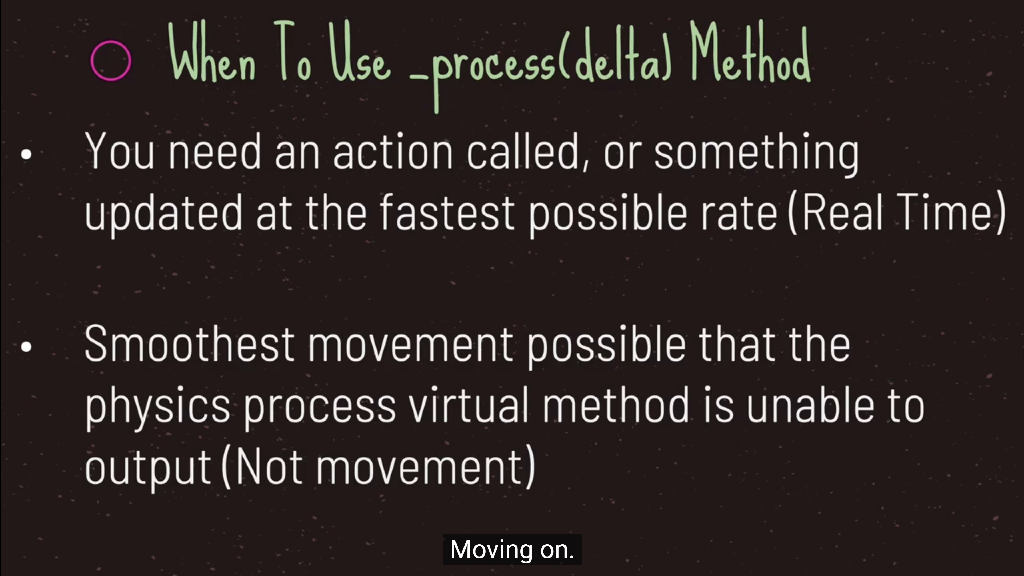 When To Use _process(delta) Method
• You need an action called, or something
updated at the fastest possible rate (Real Time)
• Smoothest movement possible that the
physics process virtual method is unable to
output (Not movement)
Moving on.